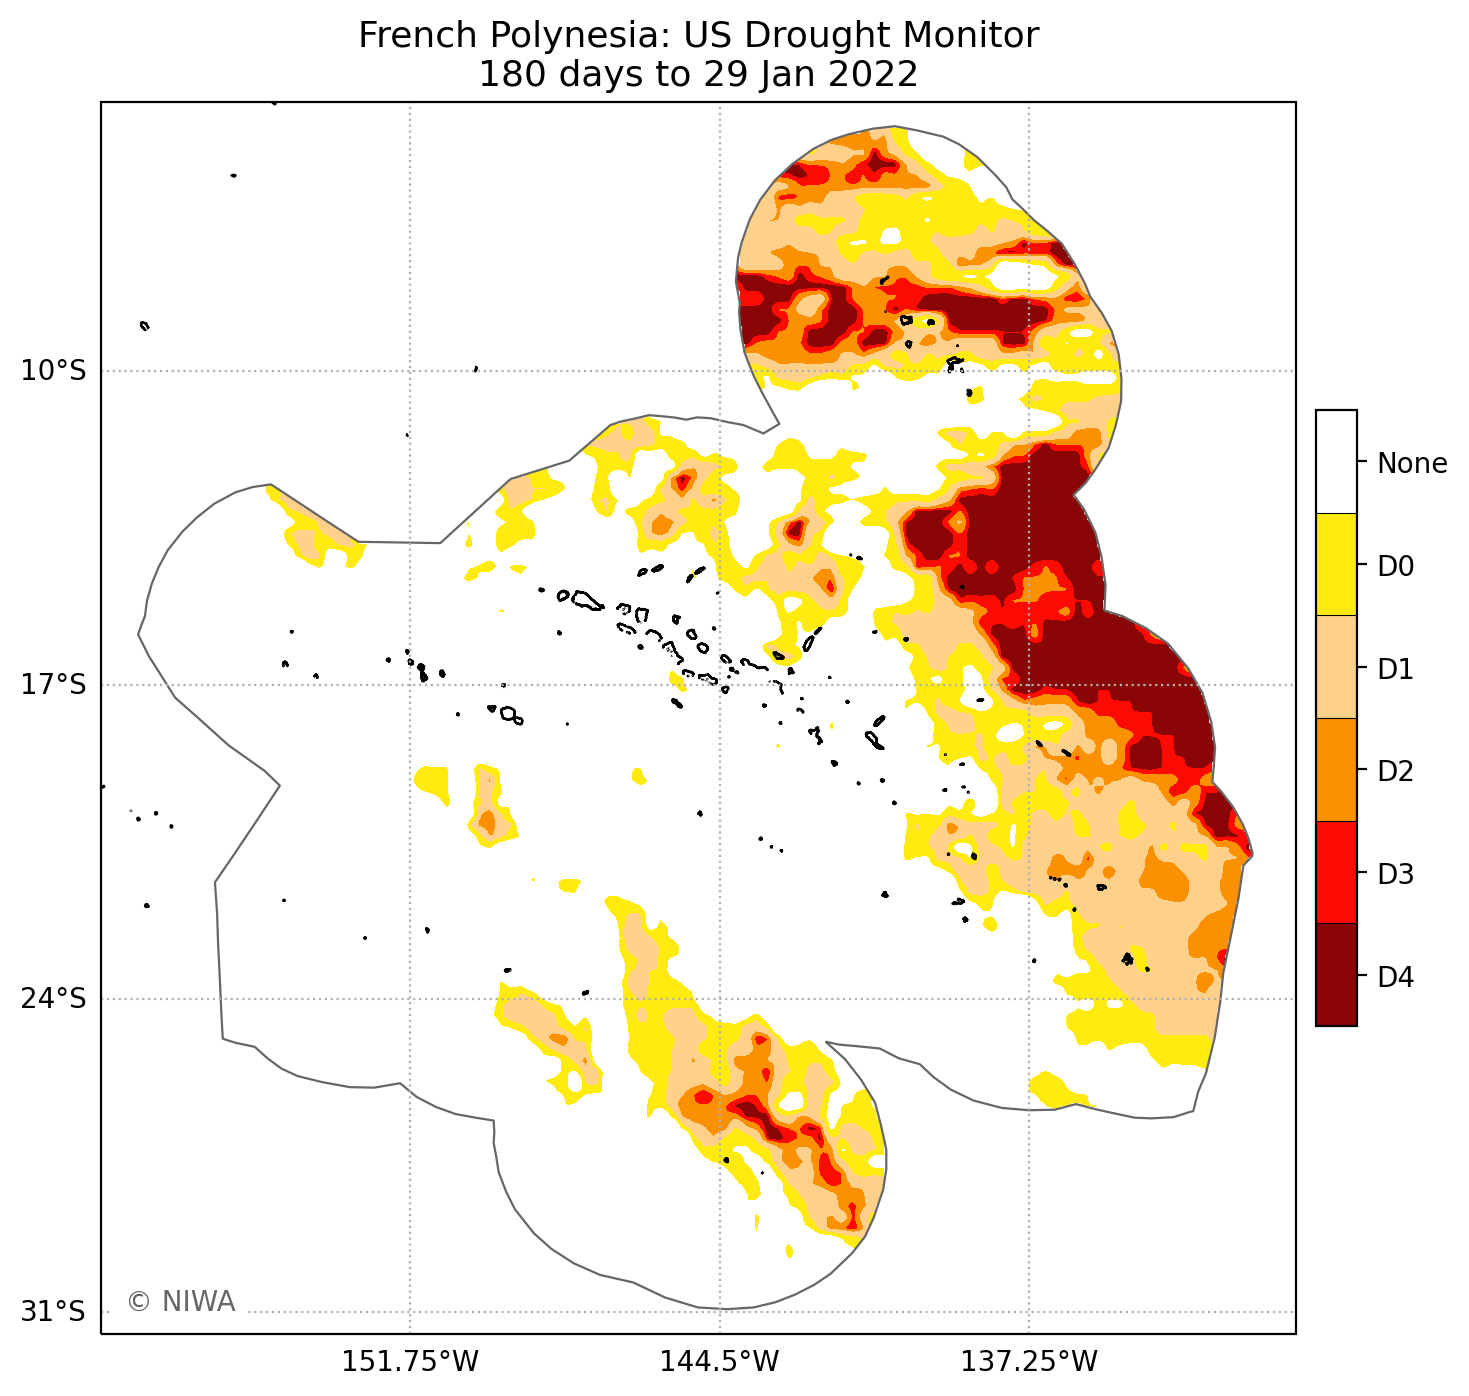 French Polynesia: US Drought Monitor
180 days to 29 Jan 2022
10°S
17°S
24°S
31°S
151.75°W
144.5°W
137.25°W
None
D0
D1
D2
D3
D4
© NIWA